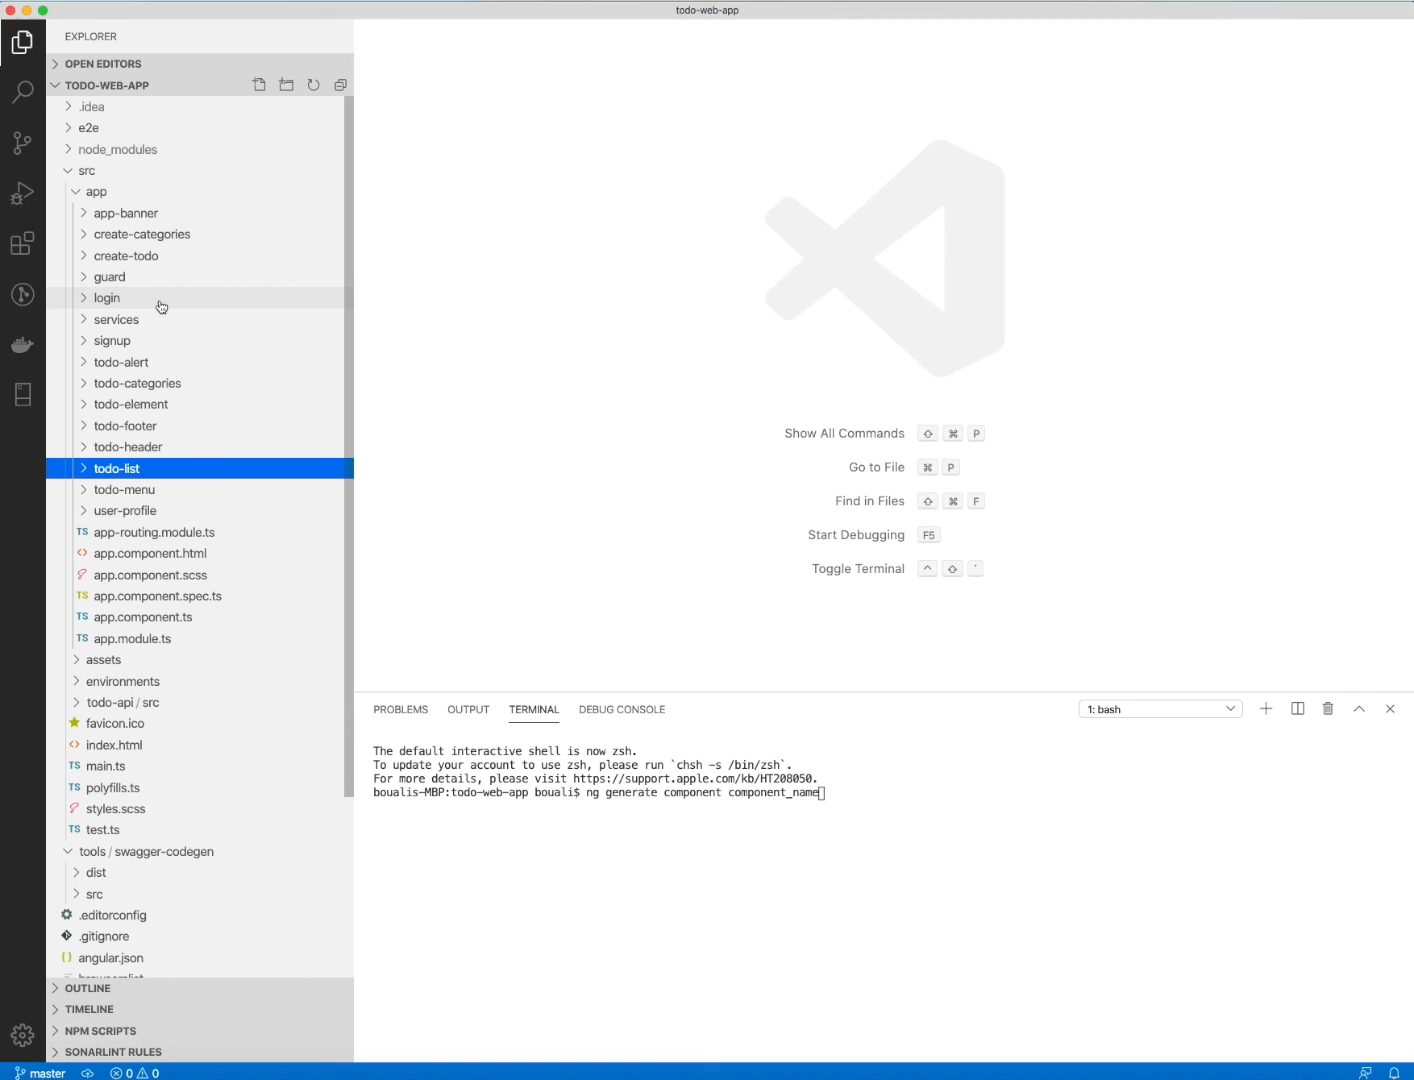 todo-web-app
EXPLORER
OPEN EDITORS
TODO-WEB-APP
.idea
e2e
node_modules
src
app
app-banner
create-categories
create-todo
guard
login
services
signup
todo-alert
todo-categories
todo-element
todo-footer
todo-header
todo-list
todo-menu
user-profile
TS app-routing.module.ts
<> app.component.html
app.component.scss
TS app.component.spec.ts
TS app.component.ts
TS app.module.ts
assets
environments
todo-api / src
favicon.ico
<> index.html
TS main.ts
TS polyfills.ts
styles.scss
TS test.ts
tools / swagger-codegen
dist
src
.editorconfig
.gitignore
{} angular.json
OUTLINE
TIMELINE
NPM SCRIPTS
SONARLINT RULES
master 0 0
Show All Commands ⇧ ⌘ P
Go to File ⌘ P
Find in Files ⇧ ⌘ F
Start Debugging F5
Toggle Terminal ^ ⇧ `
PROBLEMS OUTPUT TERMINAL DEBUG CONSOLE 1: bash
The default interactive shell is now zsh.
To update your account to use zsh, please run `chsh -s /bin/zsh`.
For more details, please visit https://support.apple.com/kb/HT208050.
boualis-MBP:todo-web-app bouali$ ng generate component component_name